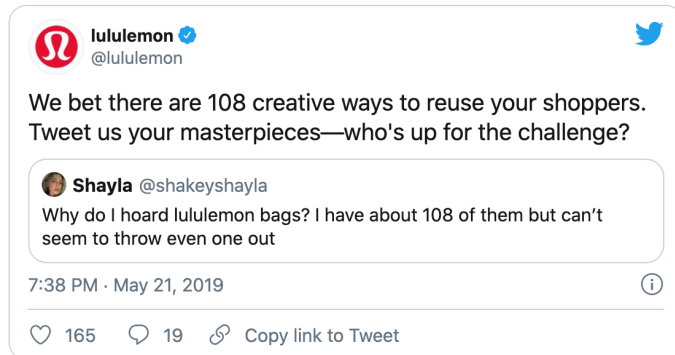 lululemon
@lululemon
We bet there are 108 creative ways to reuse your shoppers.
Tweet us your masterpieces—who's up for the challenge?
Shayla @shakeyshayla
Why do I hoard lululemon bags? I have about 108 of them but can’t
seem to throw even one out
7:38 PM · May 21, 2019
165 19 Copy link to Tweet